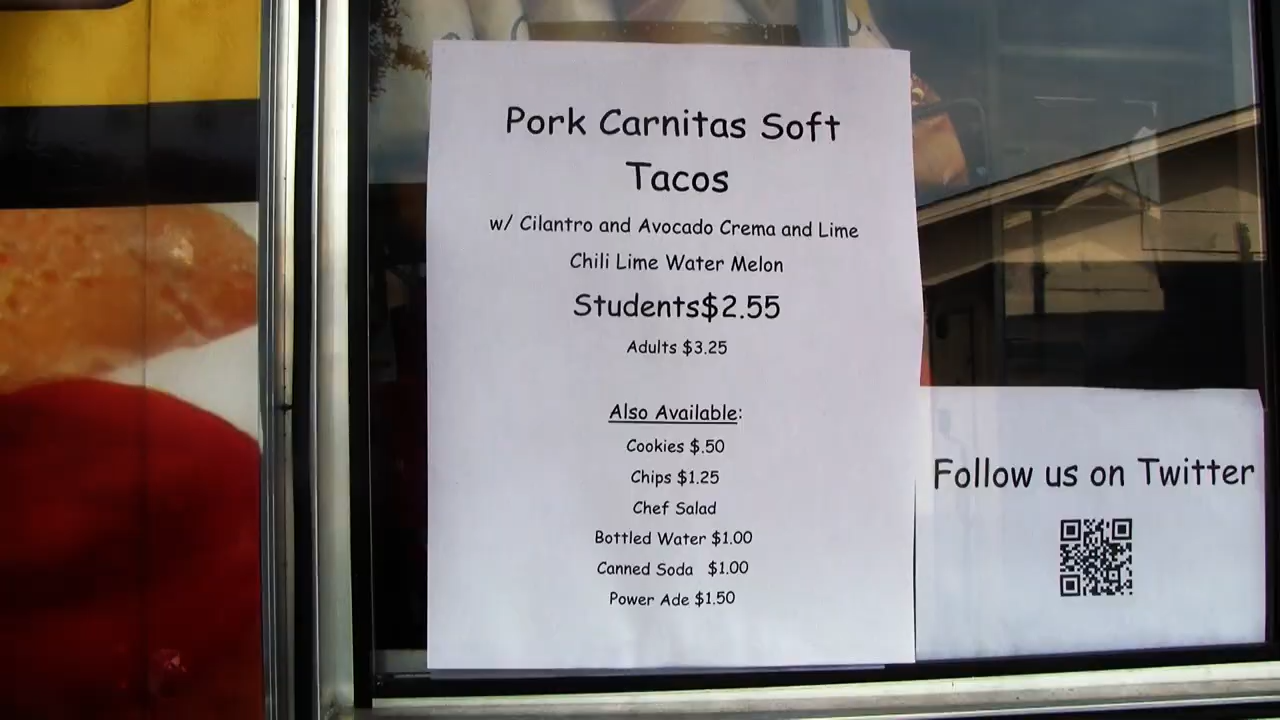 Pork Carnitas Soft
Tacos
w/ Cilantro and Avocado Crema and Lime
Chili Lime Water Melon
Students$2.55
Adults $3.25
Also Available:
Cookies $.50
Chips $1.25
Chef Salad
Bottled Water $1.00
Canned Soda $1.00
Power Ade $1.50
Follow us on Twitter